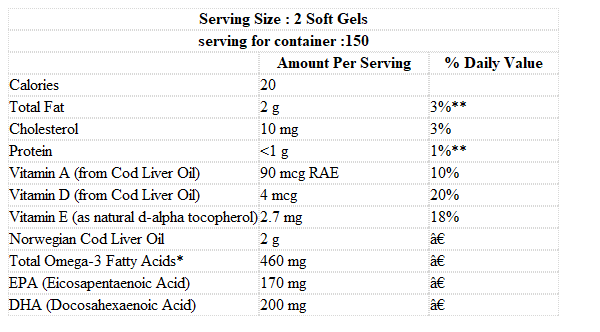 Serving Size : 2 Soft Gels
serving for container :150
Amount Per Serving % Daily Value
Calories 20
Total Fat 2 g 3%**
Cholesterol 10 mg 3%
Protein <1 g 1%**
Vitamin A (from Cod Liver Oil) 90 mcg RAE 10%
Vitamin D (from Cod Liver Oil) 4 mcg 20%
Vitamin E (as natural d-alpha tocopherol) 2.7 mg 18%
Norwegian Cod Liver Oil 2 g â€
Total Omega-3 Fatty Acids* 460 mg â€
EPA (Eicosapentaenoic Acid) 170 mg â€
DHA (Docosahexaenoic Acid) 200 mg â€